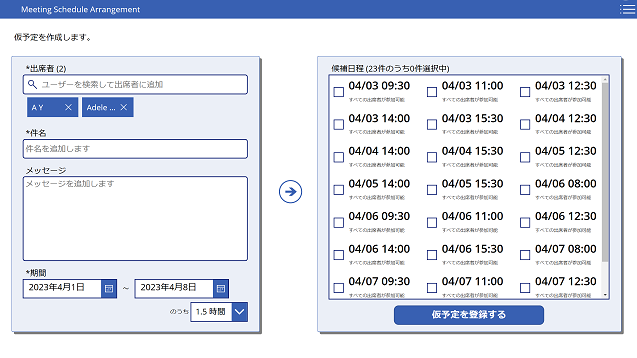 Meeting Schedule Arrangement
仮予定を作成します。
*出席者 (2)
ユーザーを検索して出席者に追加
A Y
Adele ...
*件名
件名を追加します
メッセージ
メッセージを追加します
*期間
2023年4月1日 ～ 2023年4月8日
のうち 1.5 時間
候補日程 (23件のうち0件選択中)
04/03 09:30 04/03 11:00 04/03 12:30
すべての出席者が参加可能 すべての出席者が参加可能 すべての出席者が参加可能
04/03 14:00 04/03 15:30 04/04 12:30
すべての出席者が参加可能 すべての出席者が参加可能 すべての出席者が参加可能
04/04 14:00 04/04 15:30 04/05 12:30
すべての出席者が参加可能 すべての出席者が参加可能 すべての出席者が参加可能
04/05 14:00 04/05 15:30 04/06 08:00
すべての出席者が参加可能 すべての出席者が参加可能 すべての出席者が参加可能
04/06 09:30 04/06 11:00 04/06 12:30
すべての出席者が参加可能 すべての出席者が参加可能 すべての出席者が参加可能
04/06 14:00 04/06 15:30 04/07 08:00
すべての出席者が参加可能 すべての出席者が参加可能 すべての出席者が参加可能
04/07 09:30 04/07 11:00 04/07 12:30
すべての出席者が参加可能 すべての出席者が参加可能 すべての出席者が参加可能
仮予定を登録する